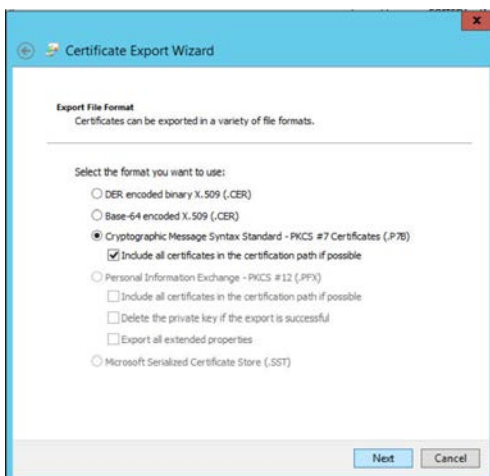 x
Certificate Export Wizard
Export File Format
Certificates can be exported in a variety of file formats.
Select the format you want to use:
DER encoded binary X.509 (.CER)
Base-64 encoded X.509 (.CER)
Cryptographic Message Syntax Standard - PKCS #7 Certificates (.P7B)
Include all certificates in the certification path if possible
Personal Information Exchange - PKCS #12 (.PFX)
Include all certificates in the certification path if possible
Delete the private key if the export is successful
Export all extended properties
Microsoft Serialized Certificate Store (.SST)
Next Cancel